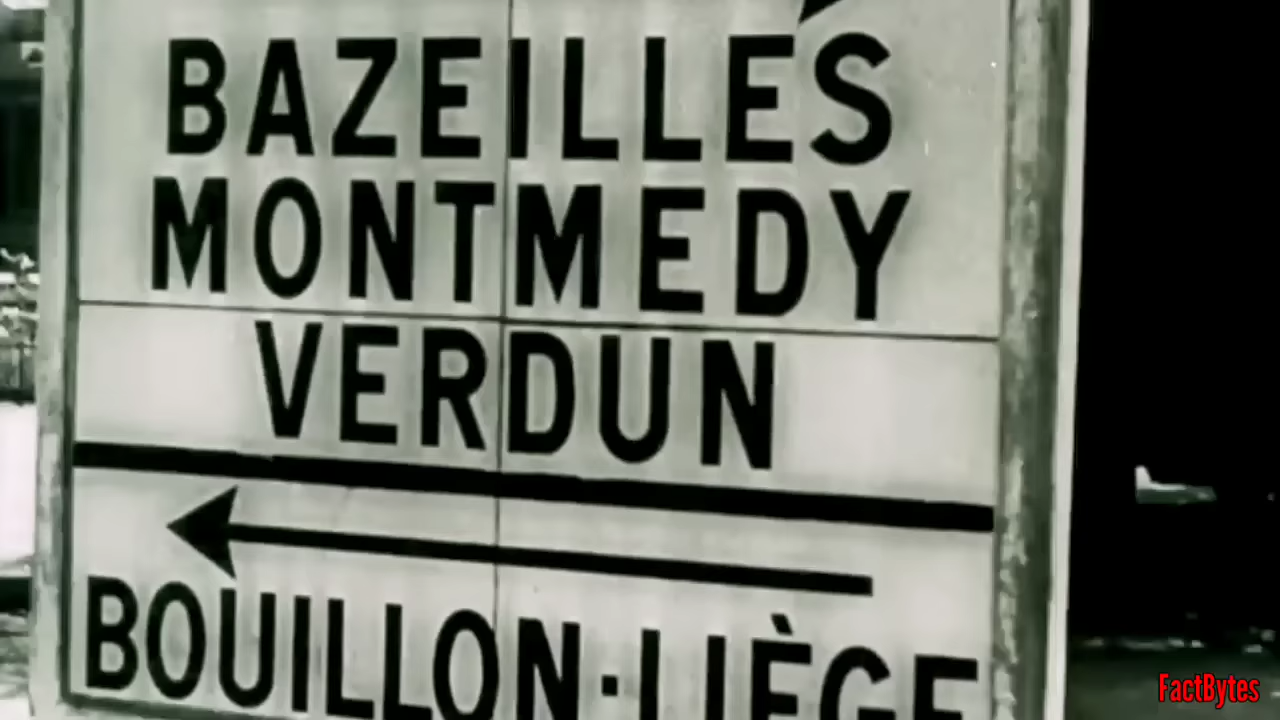 BAZEILLES
MONTMEDY
VERDUN
BOUILLON·LIÈGE
FactBytes